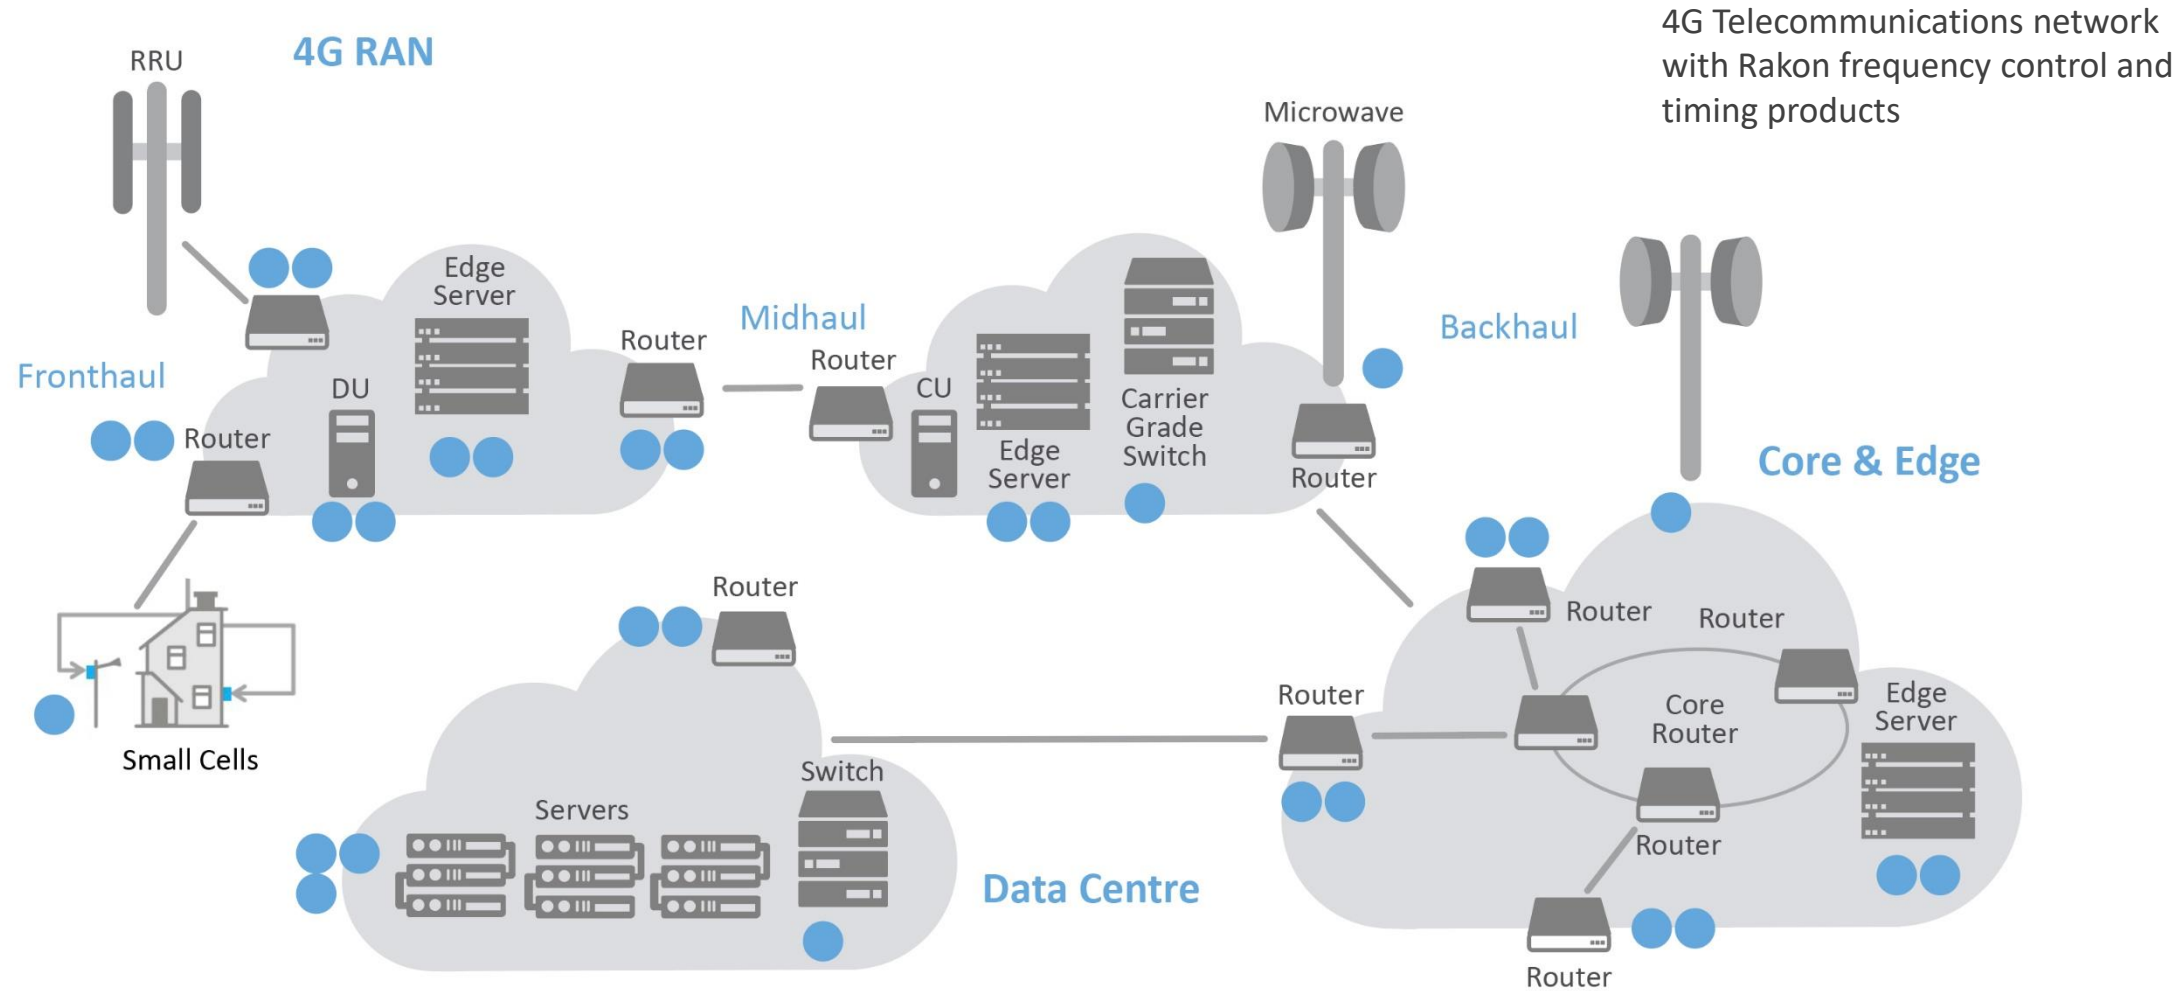 4G Telecommunications network
with Rakon frequency control and
timing products
4G RAN
RRU
Microwave
Edge
Server
Midhaul
Router
Router
Backhaul
Fronthaul
DU
CU
Carrier
Grade
Switch
Router
Edge
Server
Router
Core & Edge
Router
Router
Router
Small Cells
Router
Core
Router
Edge
Server
Switch
Servers
Router
Data Centre
Router